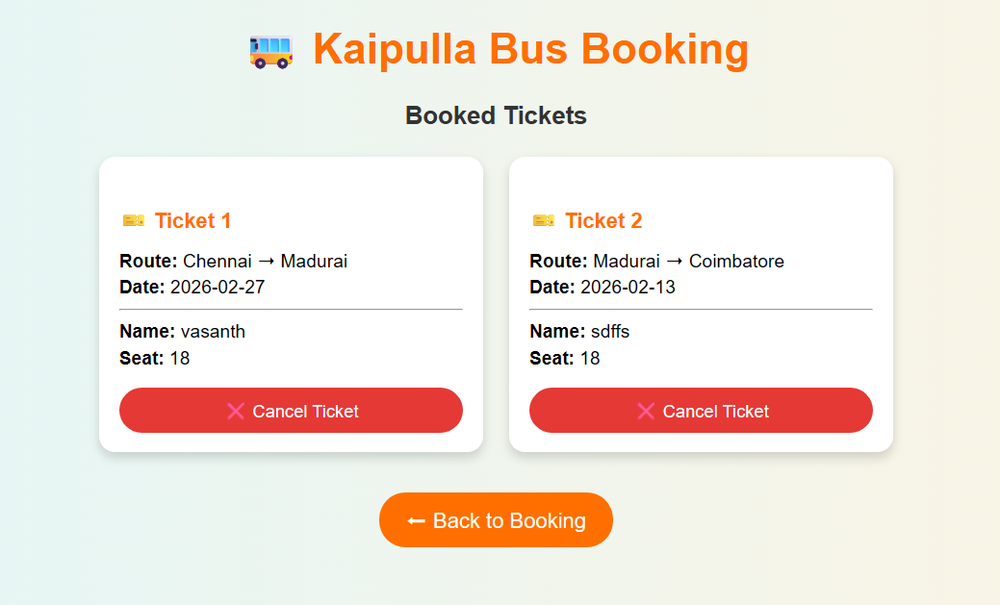 Kaipulla Bus Booking
Booked Tickets
Ticket 1
Route: Chennai → Madurai
Date: 2026-02-27
Name: vasanth
Seat: 18
❌ Cancel Ticket
Ticket 2
Route: Madurai → Coimbatore
Date: 2026-02-13
Name: sdffs
Seat: 18
❌ Cancel Ticket
⬅ Back to Booking